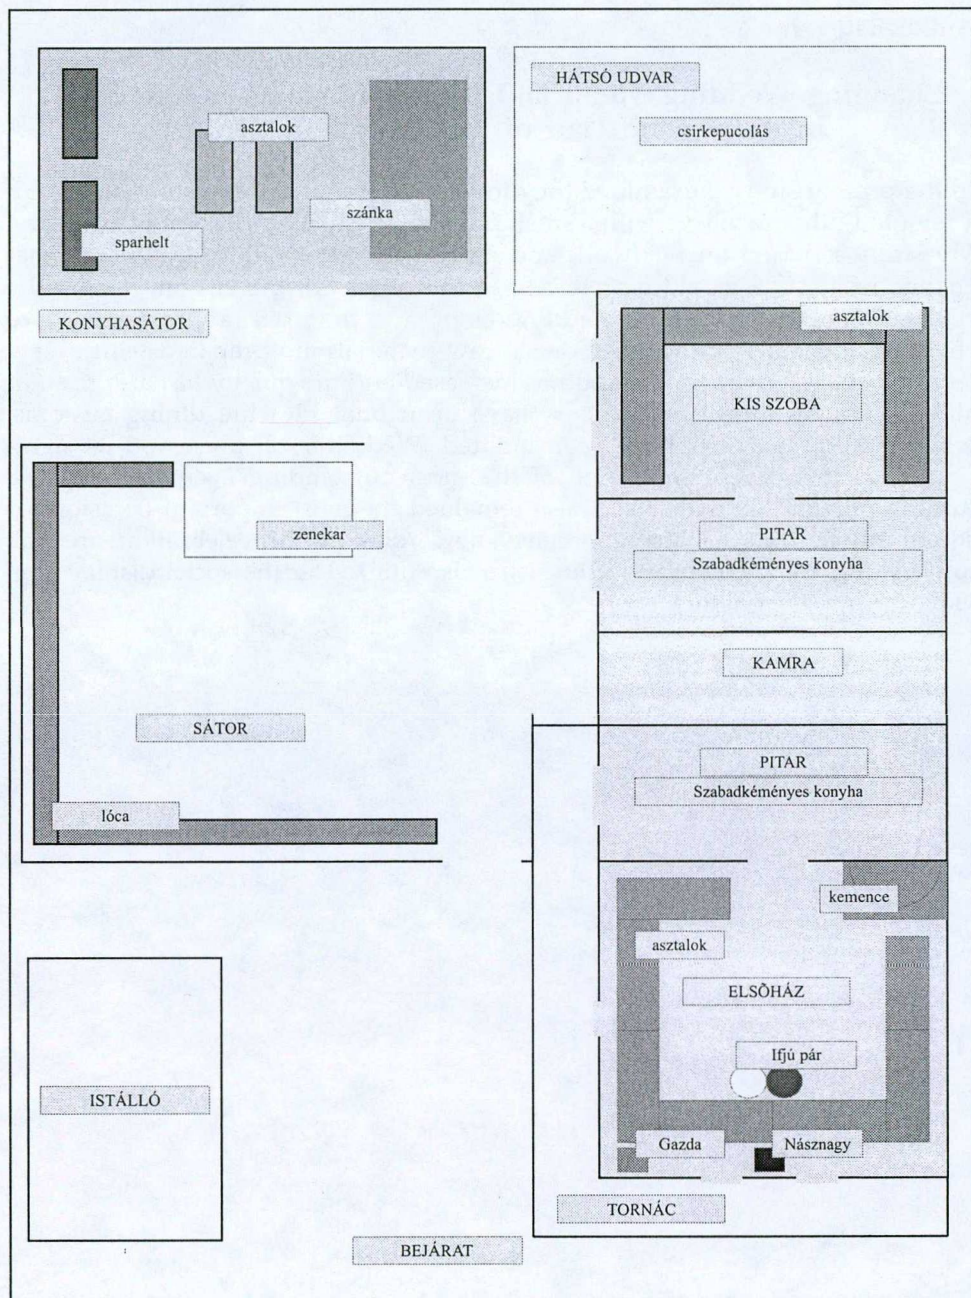 HÁTSÓ UDVAR
csirkepucolás
asztalok
szánka
sparhelt
KONYHASÁTOR
asztalok
KIS SZOBA
zenekar
PITAR
Szabadkéményes konyha
KAMRA
SÁTOR
PITAR
Szabadkéményes konyha
lóca
kemence
asztalok
ELSÕHÁZ
Ifjú pár
ISTÁLLÓ
Gazda
Násznagy
TORNÁC
BEJÁRAT